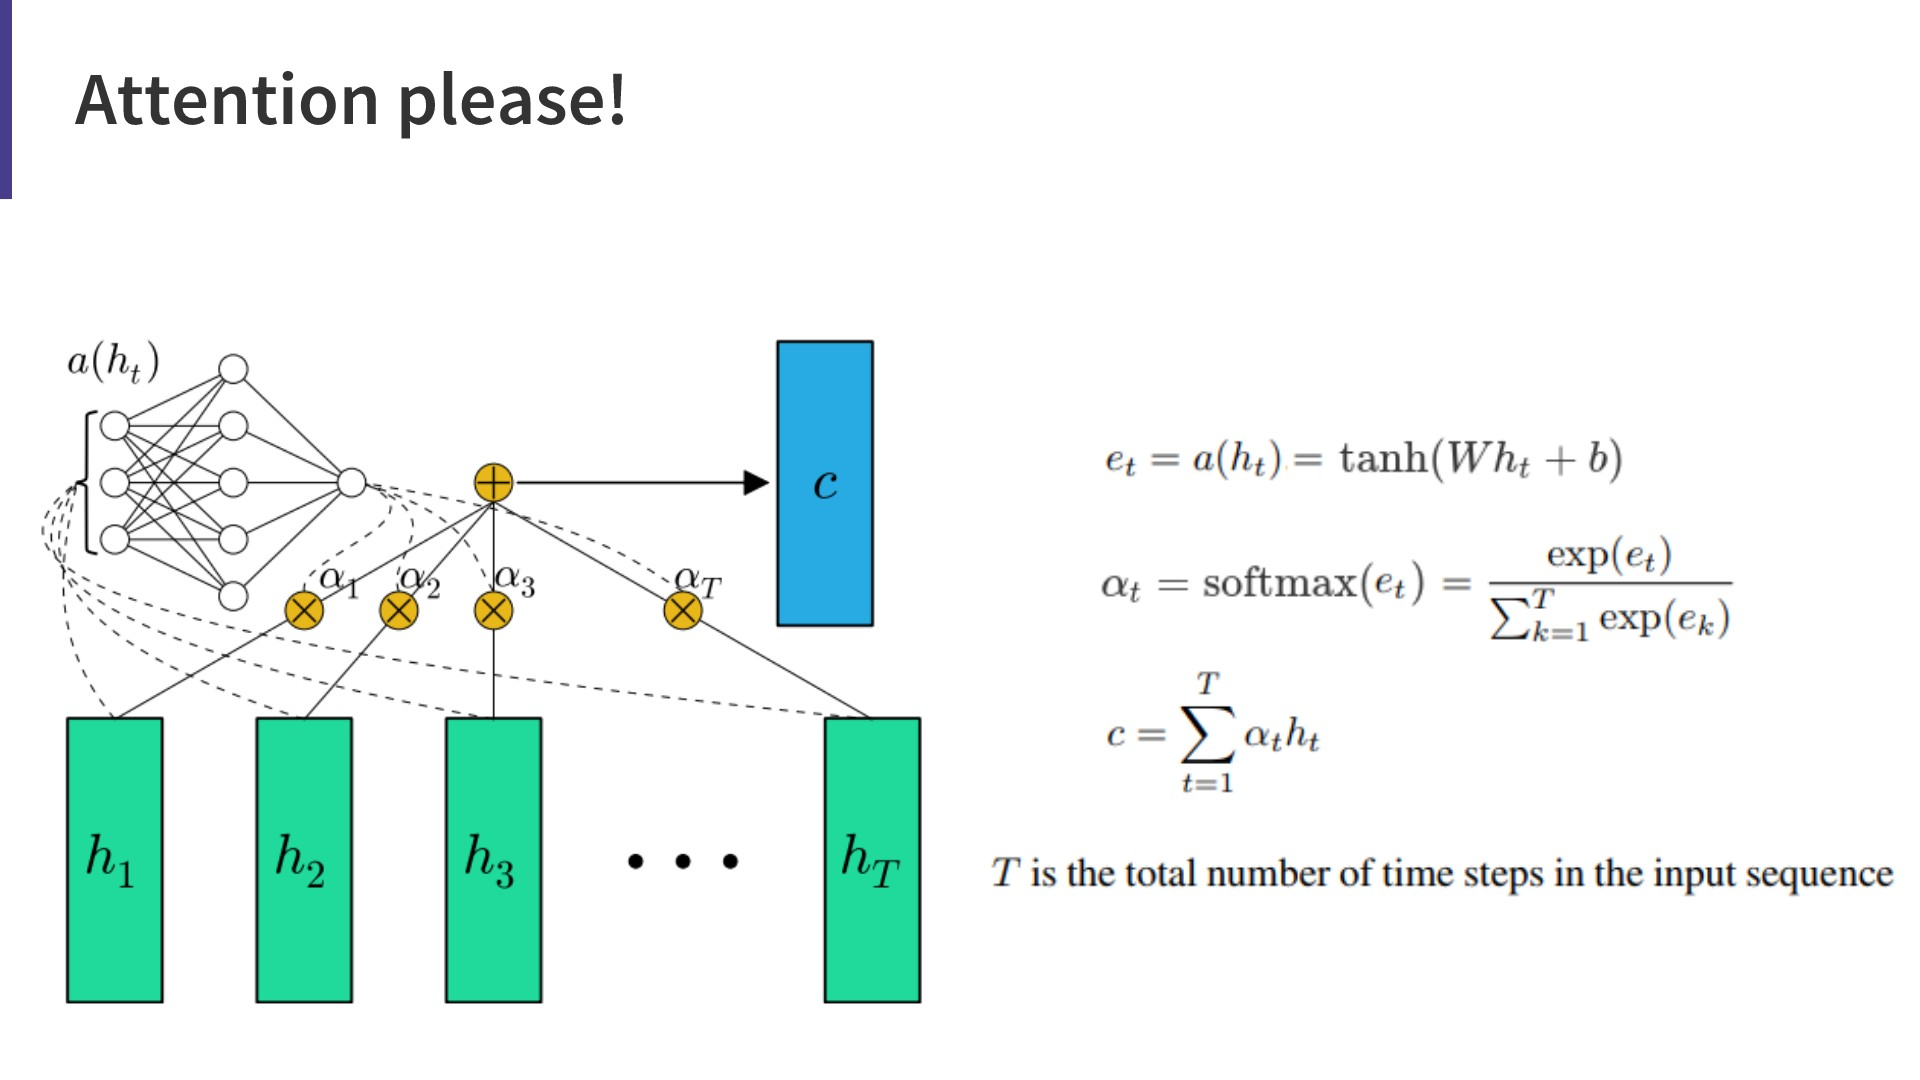 Attention please!
a(h_t)
α_1 α_2 α_3 α_T
c
h_1 h_2 h_3 • • • h_T
e_t = a(h_t) = tanh(Wh_t + b)
α_t = softmax(e_t) = exp(e_t) / ∑_{k=1}^{T} exp(e_k)
c = ∑_{t=1}^{T} α_t h_t
T is the total number of time steps in the input sequence